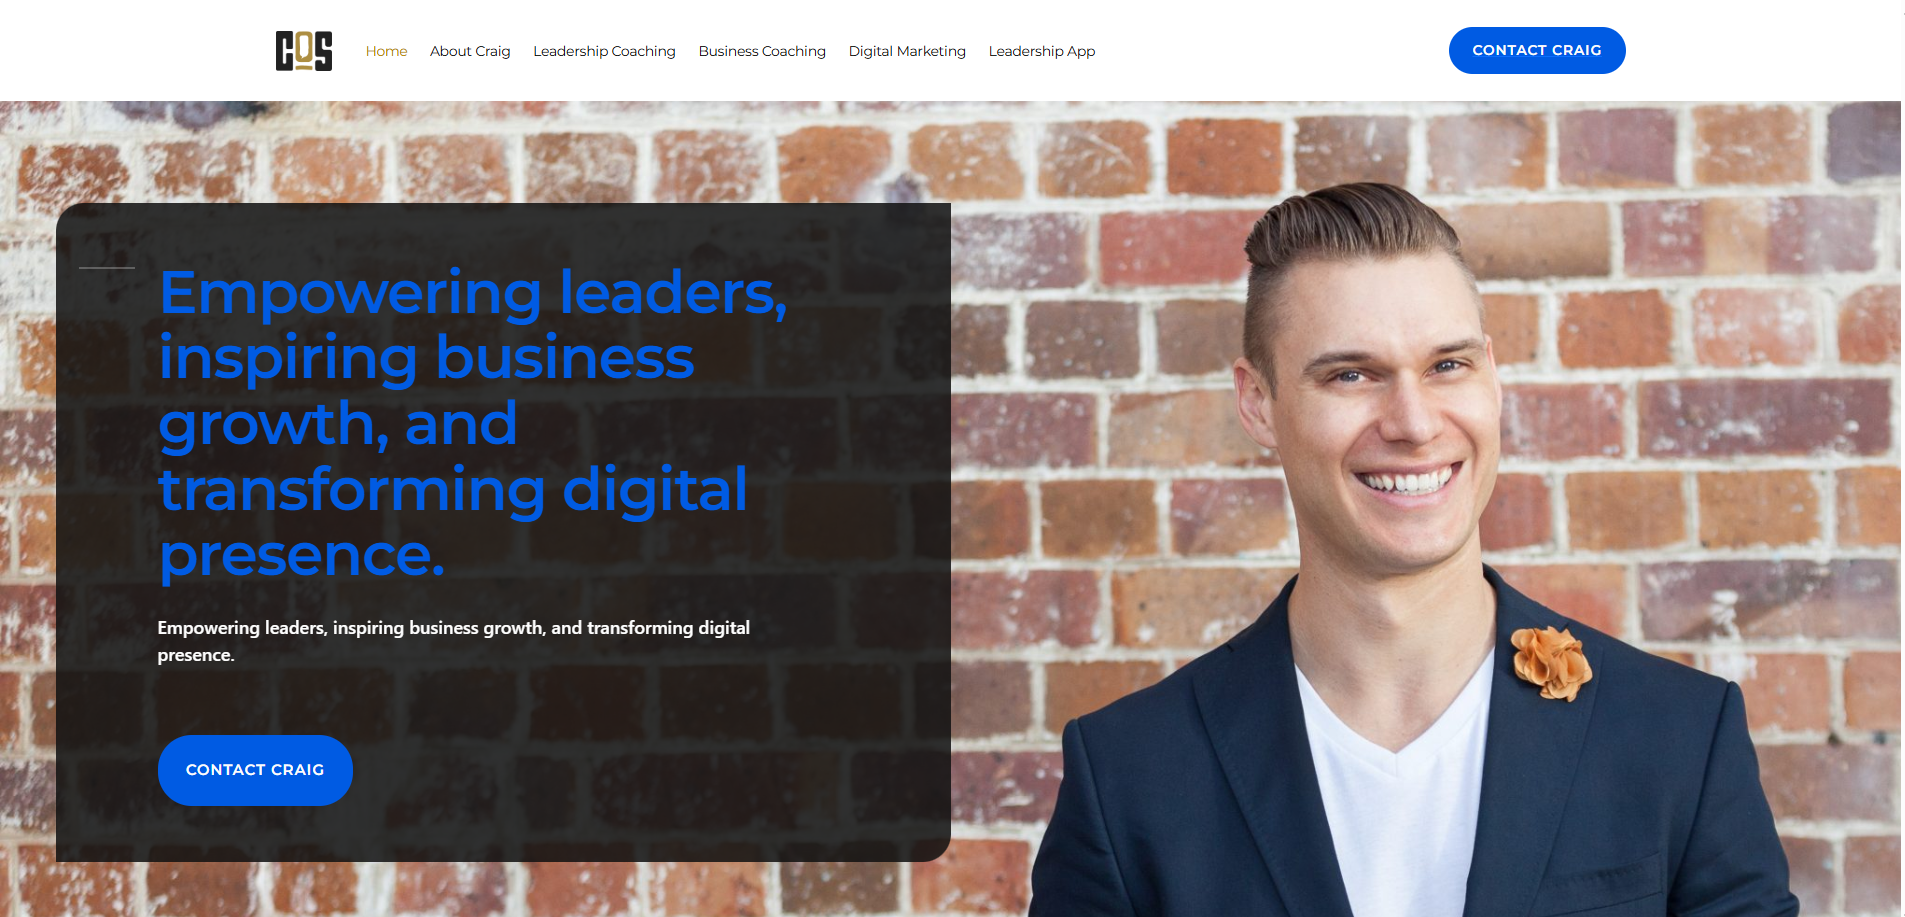 COS
Home
About Craig
Leadership Coaching
Business Coaching
Digital Marketing
Leadership App
CONTACT CRAIG
Empowering leaders,
inspiring business
growth, and
transforming digital
presence.
Empowering leaders, inspiring business growth, and transforming digital
presence.
CONTACT CRAIG